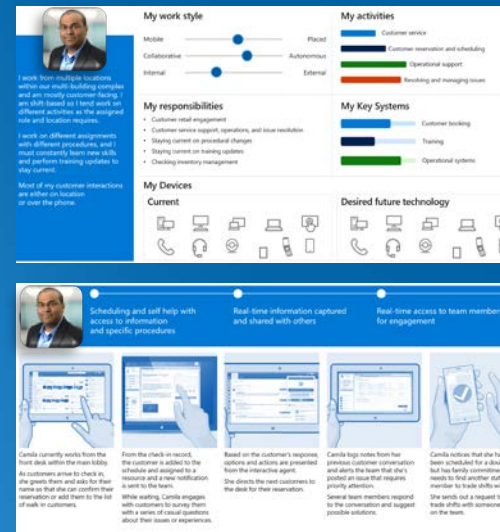 My work style
Mobile
Placed
Collaborative
Autonomous
Internal
External
My activities
Customer service
Customer reservation and scheduling
Operational support
Resolving and managing issues
I work from multiple locations
within our multi-building complex
and am mostly customer-facing. I
am shift-based so I tend work on
different activities as the assigned
role and location requires.
I work on different assignments
with different procedures, and I
must constantly learn new skills
and perform training updates to
stay current.
Most of my customer interactions
are either on location
or over the phone.
My responsibilities
Customer retail engagement
Customer service support, operations, and issue resolution
Staying current on procedural changes
Staying current on training updates
Checking inventory management
My Key Systems
Customer booking
Training
Operational systems
My Devices
Current
Desired future technology
Scheduling and self help with
access to information
and specific procedures
Real-time information captured
and shared with others
Real-time access to team member
for engagement
Camila currently works from the
front desk within the main lobby.
As customers arrive to check in,
she greets them and asks for their
name so that she can confirm their
reservation or add them to the list
of walk in customers.
From the check-in record,
the customer is added to the
schedule and assigned to a
resource and a new notification
is sent to the team.
While waiting, Camila engages
with customers to survey them
with a series of casual questions
about their issues or experiences.
Based on the customer's response,
options and actions are presented
from the interactive agent.
She directs the next customers to
the desk for their reservation.
Camila logs notes from her
previous customer conversation
and alerts the team that she's
posted an issue that requires
priority attention.
Several team members respond
to the conversation and suggest
possible solutions.
Camila notices that she ha
been scheduled for a dou
but has family commitme
needs to find another staf
member to trade shifts wi
She sends out a request t
trade shifts with someone
on the team.